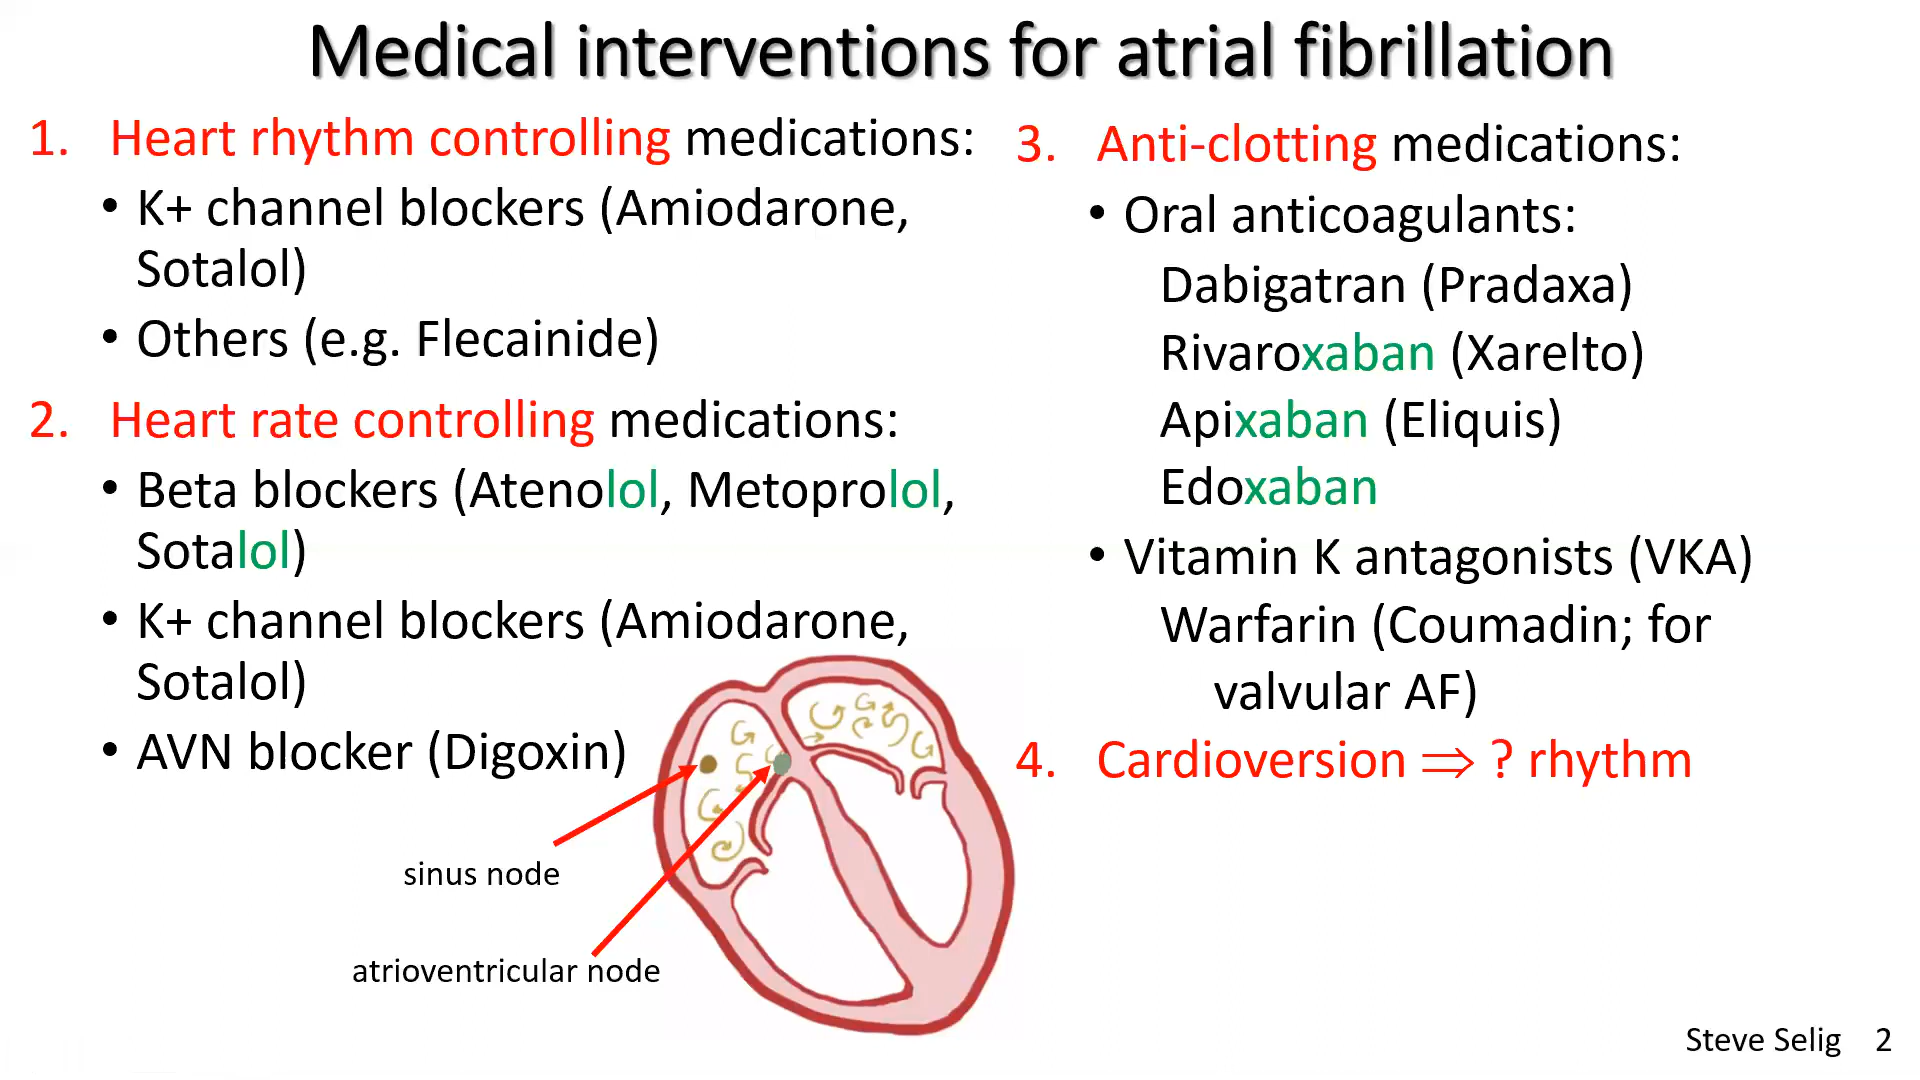 Medical interventions for atrial fibrillation
1. Heart rhythm controlling medications:
• K+ channel blockers (Amiodarone,
Sotalol)
• Others (e.g. Flecainide)
2. Heart rate controlling medications:
• Beta blockers (Atenolol, Metoprolol,
Sotalol)
• K+ channel blockers (Amiodarone,
Sotalol)
• AVN blocker (Digoxin)
sinus node
atrioventricular node
3. Anti-clotting medications:
• Oral anticoagulants:
Dabigatran (Pradaxa)
Rivaroxaban (Xarelto)
Apixaban (Eliquis)
Edoxaban
• Vitamin K antagonists (VKA)
Warfarin (Coumadin; for
valvular AF)
4. Cardioversion ⇒ ? rhythm
Steve Selig 2